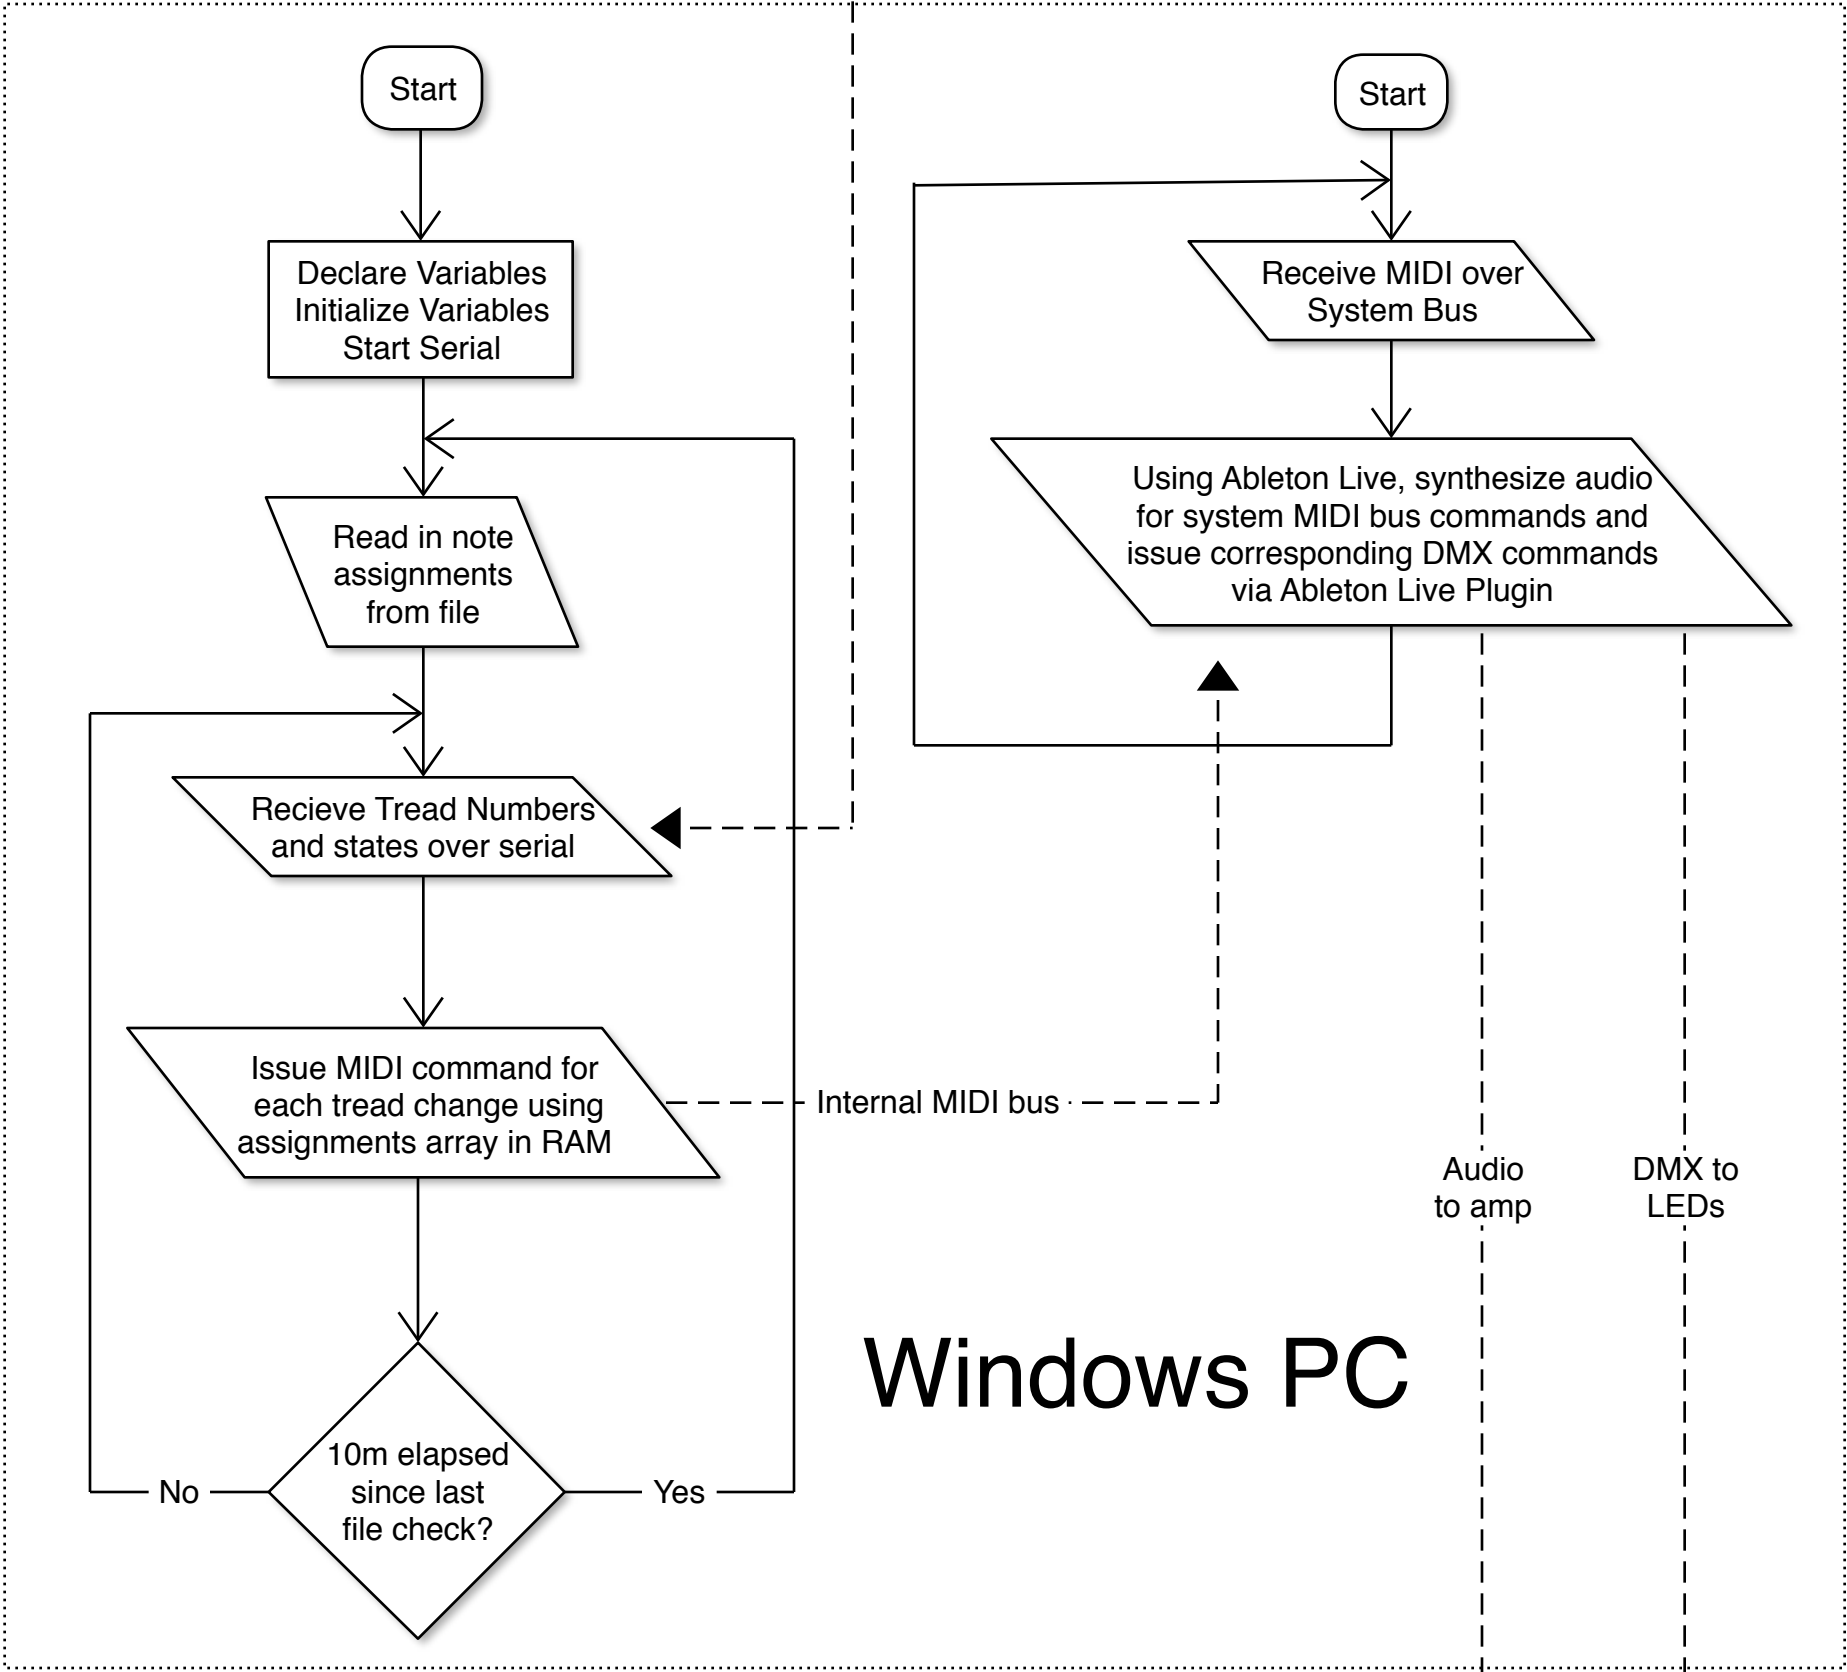 Start
Declare Variables
Initialize Variables
Start Serial
Read in note
assignments
from file
Recieve Tread Numbers
and states over serial
Issue MIDI command for
each tread change using
assignments array in RAM
10m elapsed
since last
file check?
No
Yes
Internal MIDI bus
Start
Receive MIDI over
System Bus
Using Ableton Live, synthesize audio
for system MIDI bus commands and
issue corresponding DMX commands
via Ableton Live Plugin
Audio
to amp
DMX to
LEDs
Windows PC